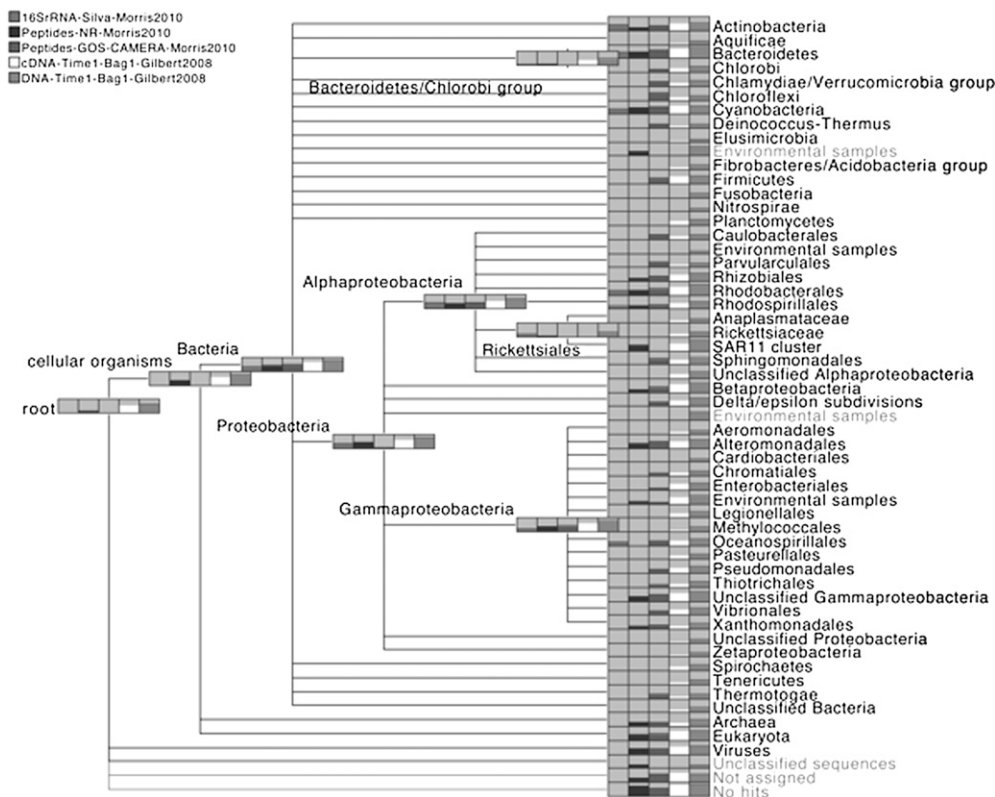 16SrRNA-Silva-Morris2010
Peptides-NR-Morris2010
Peptides-GOS-CAMERA-Morris2010
cDNA-Time1-Bag1-Gilbert2008
DNA-Time1-Bag1-Gilbert2008
Actinobacteria
Aquificae
Bacteroidetes
Chlorobi
Chlamydiae/Verrucomicrobia group
Bacteroidetes/Chlorobi group
Chloroflexi
Cyanobacteria
Deinococcus-Thermus
Elusimicrobia
Environmental samples
Fibrobacteres/Acidobacteria group
Firmicutes
Fusobacteria
Nitrospirae
Planctomycetes
Caulobacterales
Environmental samples
Parvularculales
Alphaproteobacteria
Rhizobiales
Rhodobacterales
Rhodospirillales
Anaplasmataceae
Rickettsiaceae
Rickettsiales
SAR11 cluster
Bacteria
cellular organisms
Sphingomonadales
Unclassified Alphaproteobacteria
Betaproteobacteria
Delta/epsilon subdivisions
root
Environmental samples
Proteobacteria
Aeromonadales
Alteromonadales
Cardiobacteriales
Chromatiales
Enterobacteriales
Environmental samples
Gammaproteobacteria
Legionellales
Methylococcales
Oceanospirillales
Pasteurellales
Pseudomonadales
Thiotrichales
Unclassified Gammaproteobacteria
Vibrionales
Xanthomonadales
Unclassified Proteobacteria
Zetaproteobacteria
Spirochaetes
Tenericutes
Thermotogae
Unclassified Bacteria
Archaea
Eukaryota
Viruses
Unclassified sequences
Not assigned
No hits